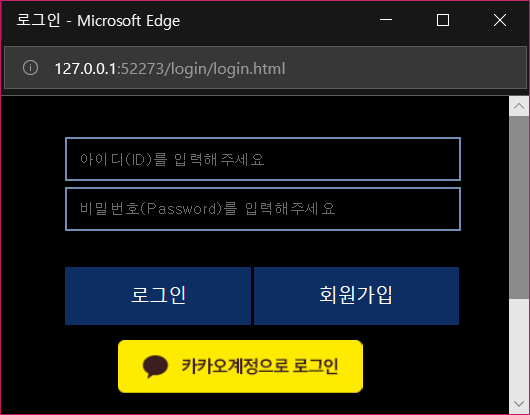 로그인 - Microsoft Edge
127.0.0.1:52273/login/login.html
아이디(ID)를 입력해주세요
비밀번호(Password)를 입력해주세요
로그인 회원가입
카카오계정으로 로그인